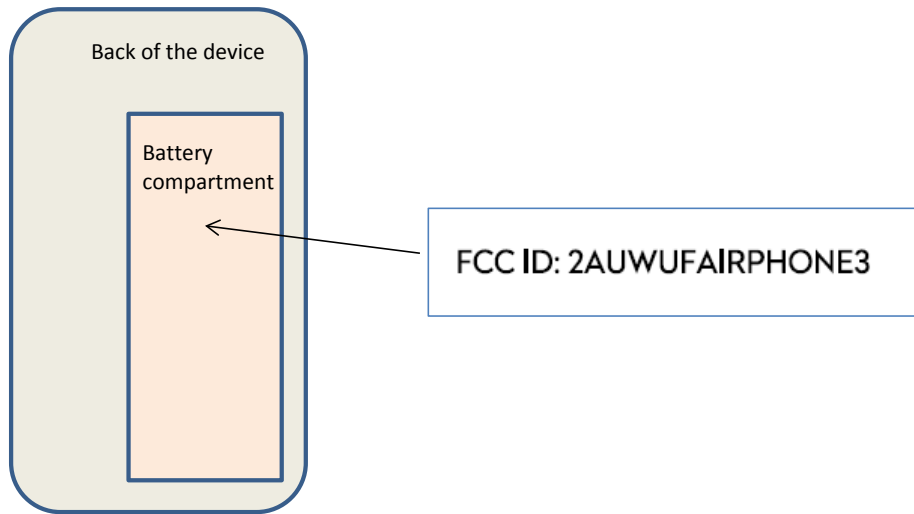 Back of the device
Battery
compartment
FCC ID: 2AUWUFAIRPHONE3